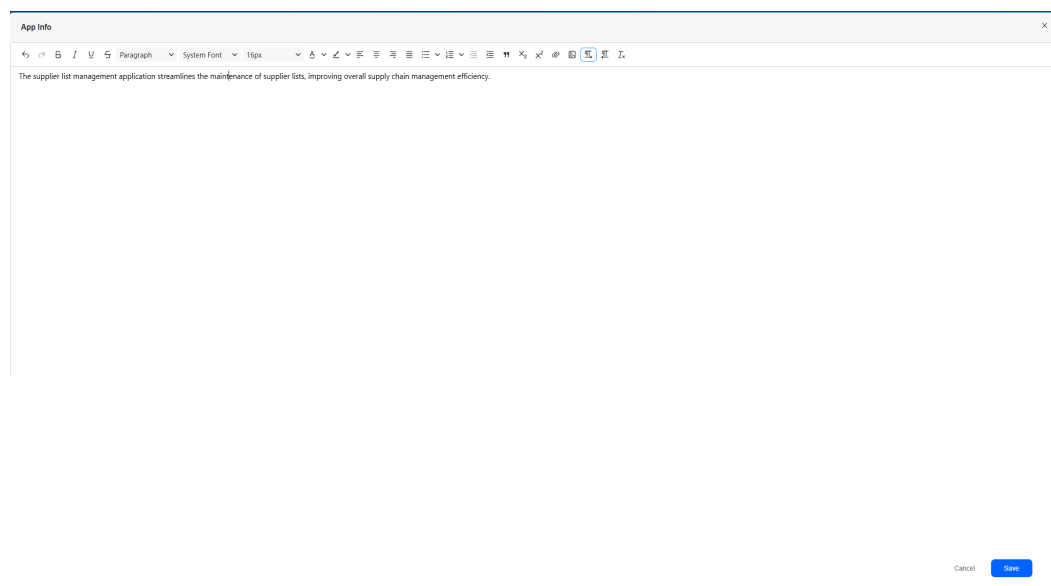 App Info
Paragraph System Font 16px
The supplier list management application streamlines the maintenance of supplier lists, improving overall supply chain management efficiency.
Cancel Save